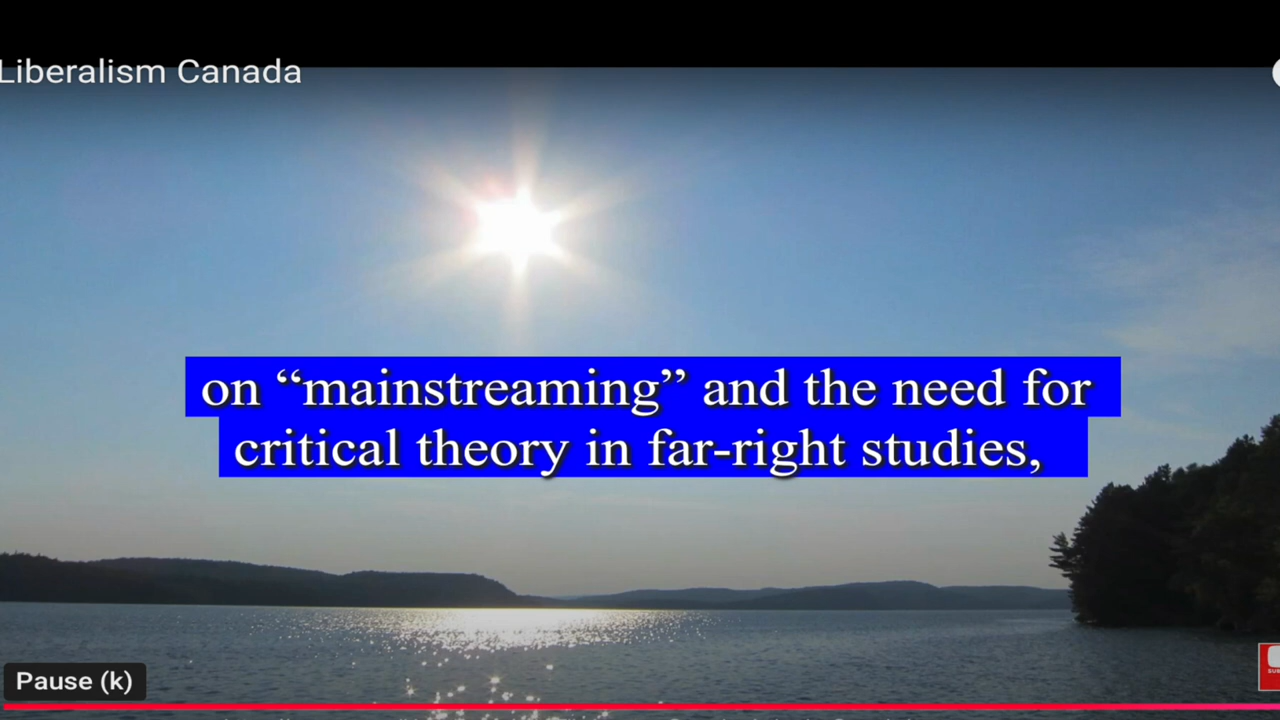 Liberalism Canada
on “mainstreaming” and the need for
critical theory in far-right studies,
Pause (k)